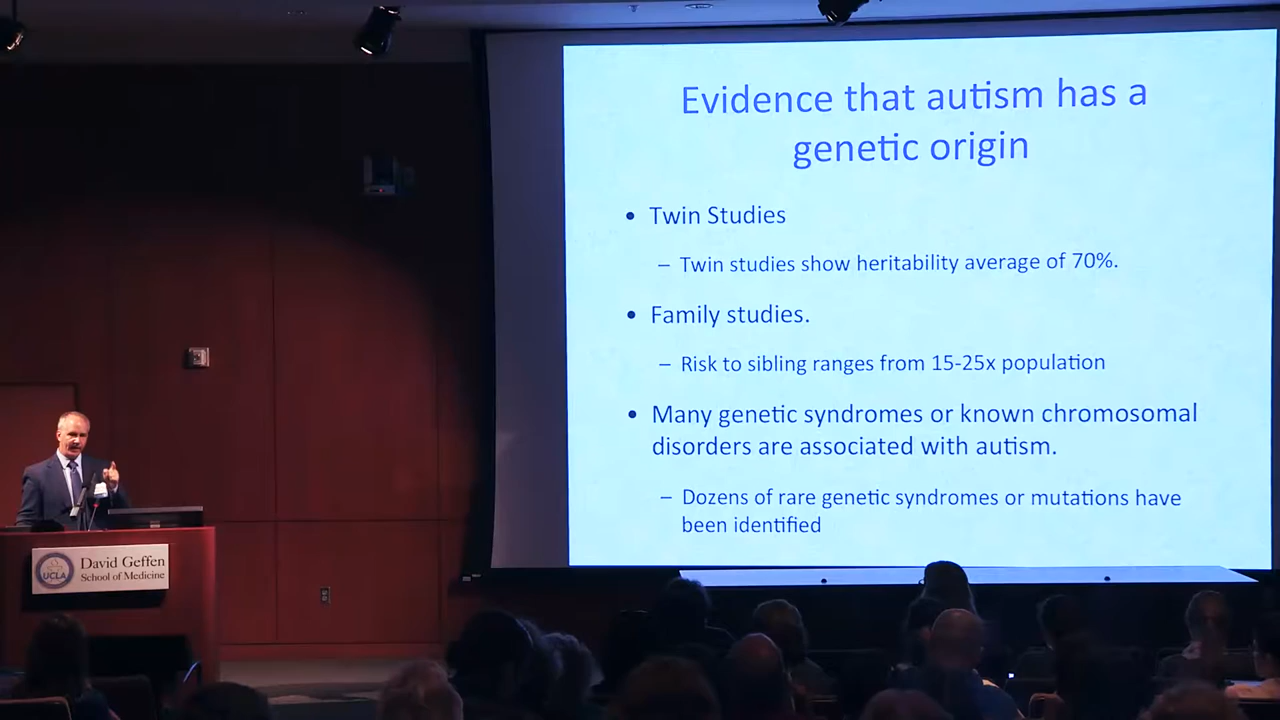 Evidence that autism has a
genetic origin
• Twin Studies
– Twin studies show heritability average of 70%.
• Family studies.
– Risk to sibling ranges from 15-25x population
• Many genetic syndromes or known chromosomal
disorders are associated with autism.
– Dozens of rare genetic syndromes or mutations have
been identified
UCLA
David Geffen
School of Medicine